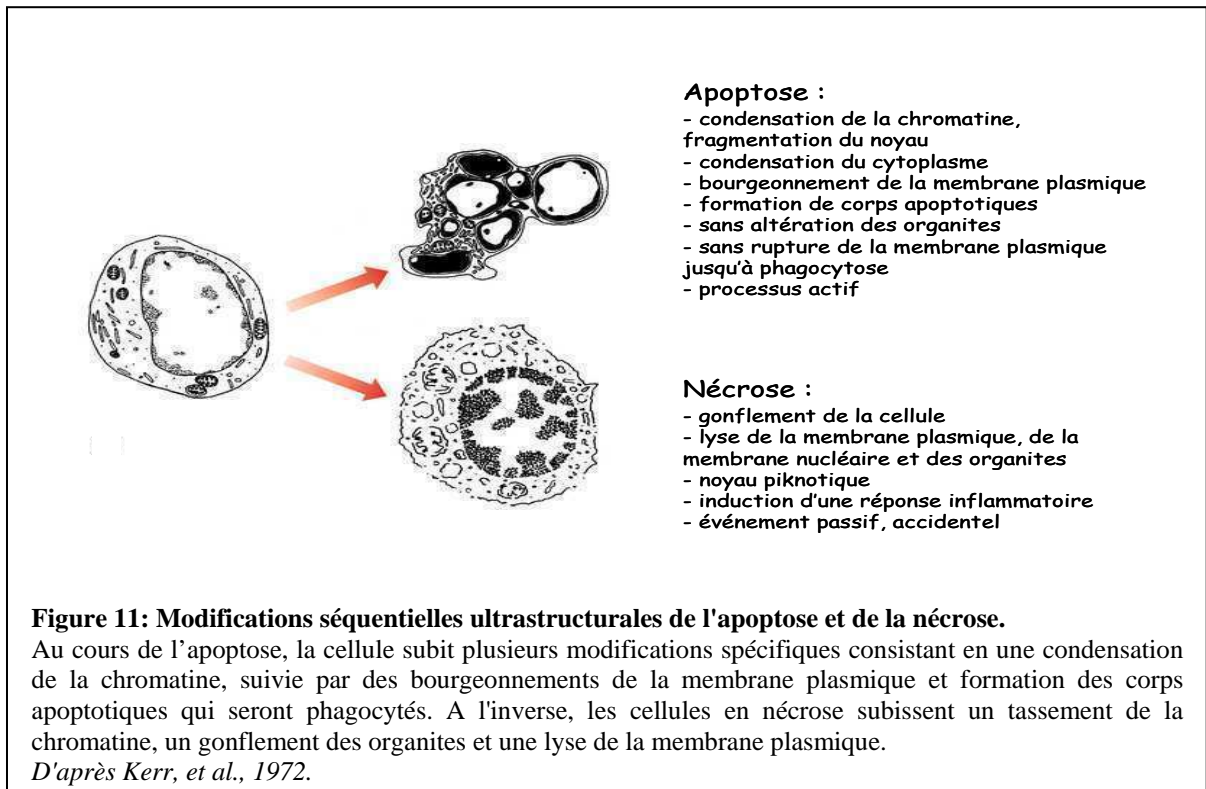 Apoptose :
- condensation de la chromatine,
fragmentation du noyau
- condensation du cytoplasme
- bourgeonnement de la membrane plasmique
- formation de corps apoptotiques
- sans altération des organites
- sans rupture de la membrane plasmique
jusqu'à phagocytose
- processus actif
Nécrose :
- gonflement de la cellule
- lyse de la membrane plasmique, de la
membrane nucléaire et des organites
- noyau piknotique
- induction d'une réponse inflammatoire
- événement passif, accidentel
Figure 11: Modifications séquentielles ultrastructurales de l'apoptose et de la nécrose.
Au cours de l’apoptose, la cellule subit plusieurs modifications spécifiques consistant en une condensation
de la chromatine, suivie par des bourgeonnements de la membrane plasmique et formation des corps
apoptotiques qui seront phagocytés. A l'inverse, les cellules en nécrose subissent un tassement de la
chromatine, un gonflement des organites et une lyse de la membrane plasmique.
D'après Kerr, et al., 1972.